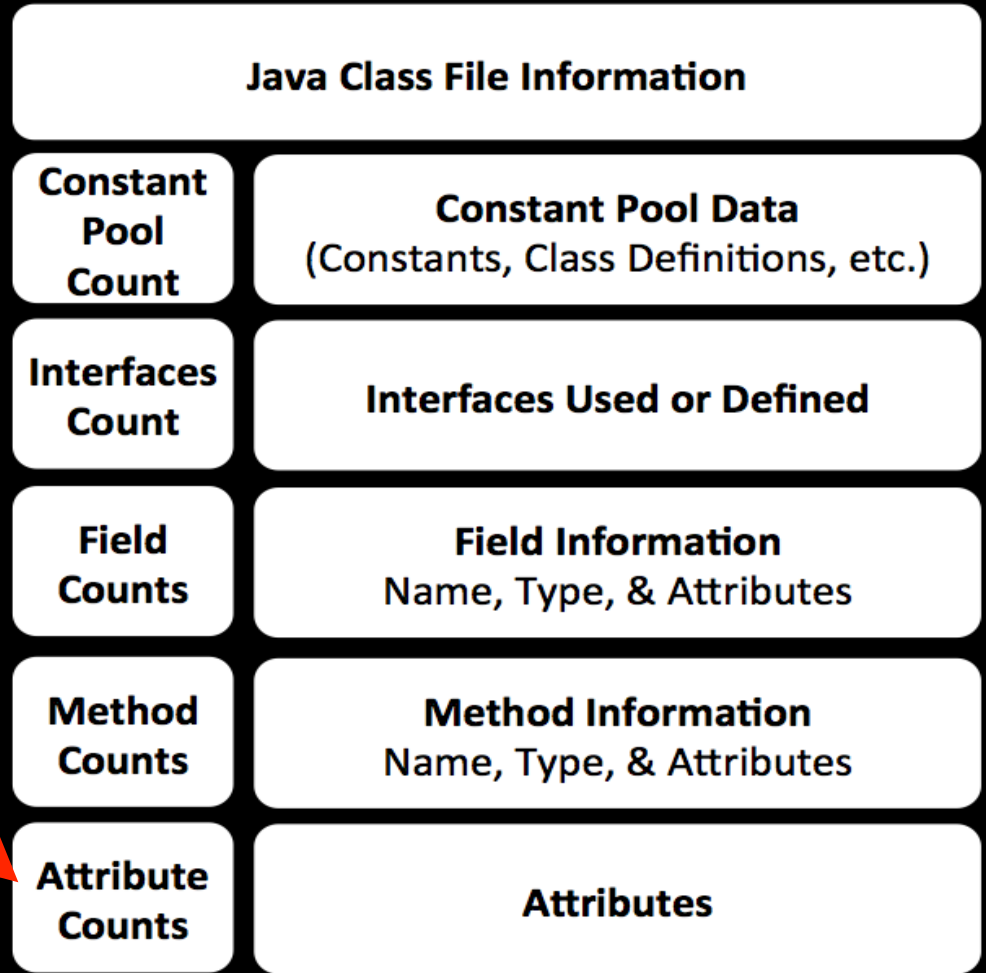 Java Class File Information
Constant
Pool
Count
Constant Pool Data
(Constants, Class Definitions, etc.)
Interfaces
Count
Interfaces Used or Defined
Field
Counts
Field Information
Name, Type, & Attributes
Method
Counts
Method Information
Name, Type, & Attributes
Attribute
Counts
Attributes